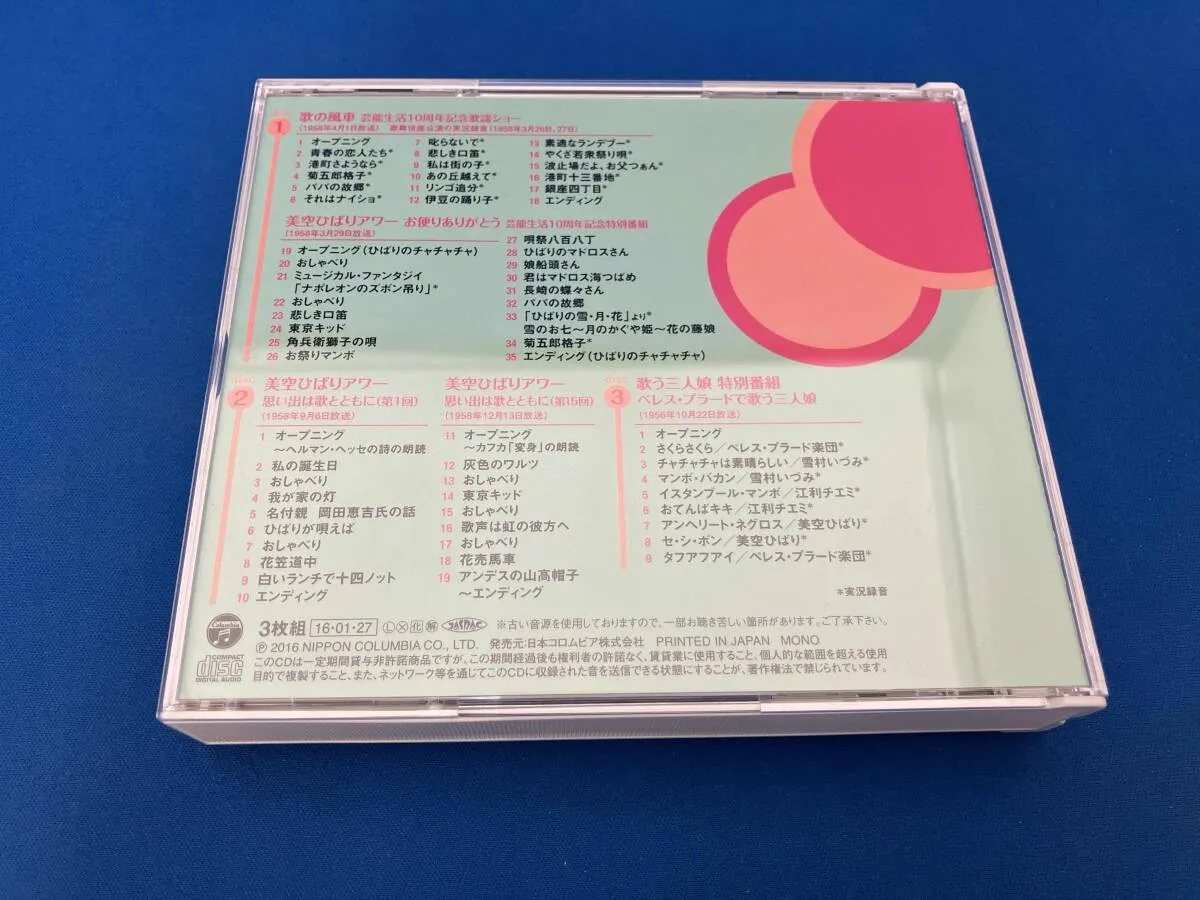 DISC 1
歌の風車 芸能生活10周年記念歌謡ショー
(1958年4月1日放送) 歌舞伎座公演の実況録音(1958年3月26日、27日)
1 オープニング
2 青春の恋人たち*
3 港町さようなら*
4 菊五郎格子*
5 パパの故郷*
6 それはナイショ*
7 叱らないで*
8 悲しき口笛*
9 私は街の子*
10 あの丘越えて*
11 リンゴ追分*
12 伊豆の踊り子*
13 素適なランデブー*
14 やくざ若衆祭り唄*
15 波止場だよ、お父つぁん*
16 港町十三番地*
17 銀座四丁目*
18 エンディング
美空ひばりアワー お便りありがとう 芸能生活10周年記念特別番組
(1958年3月29日放送)
19 オープニング(ひばりのチャチャチャ)
20 おしゃべり
21 ミュージカル・ファンタジイ
「ナポレオンのズボン吊り」*
22 おしゃべり
23 悲しき口笛
24 東京キッド
25 角兵衛獅子の唄
26 お祭りマンボ
27 唄祭八百八丁
28 ひばりのマドロスさん
29 娘船頭さん
30 君はマドロス海つばめ
31 長崎の蝶々さん
32 パパの故郷
33 「ひばりの雪・月・花」より*
雪のお七〜月のかぐや姫〜花の藤娘
34 菊五郎格子*
35 エンディング(ひばりのチャチャチャ)
DISC 2
美空ひばりアワー
思い出は歌とともに(第1回)
(1958年9月6日放送)
1 オープニング
〜ヘルマン・ヘッセの詩の朗読
2 私の誕生日
3 おしゃべり
4 我が家の灯
5 名付親 岡田恵吉氏の話
6 ひばりが唄えば
7 おしゃべり
8 花笠道中
9 白いランチで十四ノット
10 エンディング
美空ひばりアワー
思い出は歌とともに(第15回)
(1958年12月13日放送)
11 オープニング
〜カフカ「変身」の朗読
12 灰色のワルツ
13 おしゃべり
14 東京キッド
15 おしゃべり
16 歌声は虹の彼方へ
17 おしゃべり
18 花売馬車
19 アンデスの山高帽子
〜エンディング
DISC 3
歌う三人娘 特別番組
ペレス・プラードで歌う三人娘
(1956年10月22日放送)
1 オープニング
2 さくらさくら/ペレス・プラード楽団*
3 チャチャチャは素晴らしい/雪村いづみ*
4 マンボ・バカン/雪村いづみ*
5 イスタンブール・マンボ/江利チエミ*
6 おてんばキキ/江利チエミ*
7 アンヘリート・ネグロス/美空ひばり*
8 セ・シ・ボン/美空ひばり*
9 タフアフアイ/ペレス・プラード楽団*
*実況録音
Columbia
3枚組 16・01・27 Ⓛ Ⓧ 化 解 JASRAC ※古い音源を使用しておりますので、一部お聴き苦しい箇所があります。ご了承下さい。
Ⓟ 2016 NIPPON COLUMBIA CO., LTD. 発売元:日本コロムビア株式会社 PRINTED IN JAPAN MONO
COMPACT disc DIGITAL AUDIO
このCDは一定期間貸与非許諾商品ですが、この期間経過後も権利者の許諾なく、賃貸業に使用すること、個人的な範囲を超える使用
目的で複製すること、また、ネットワーク等を通じてこのCDに収録された音を送信できる状態にすることが、著作権法で禁じられています。